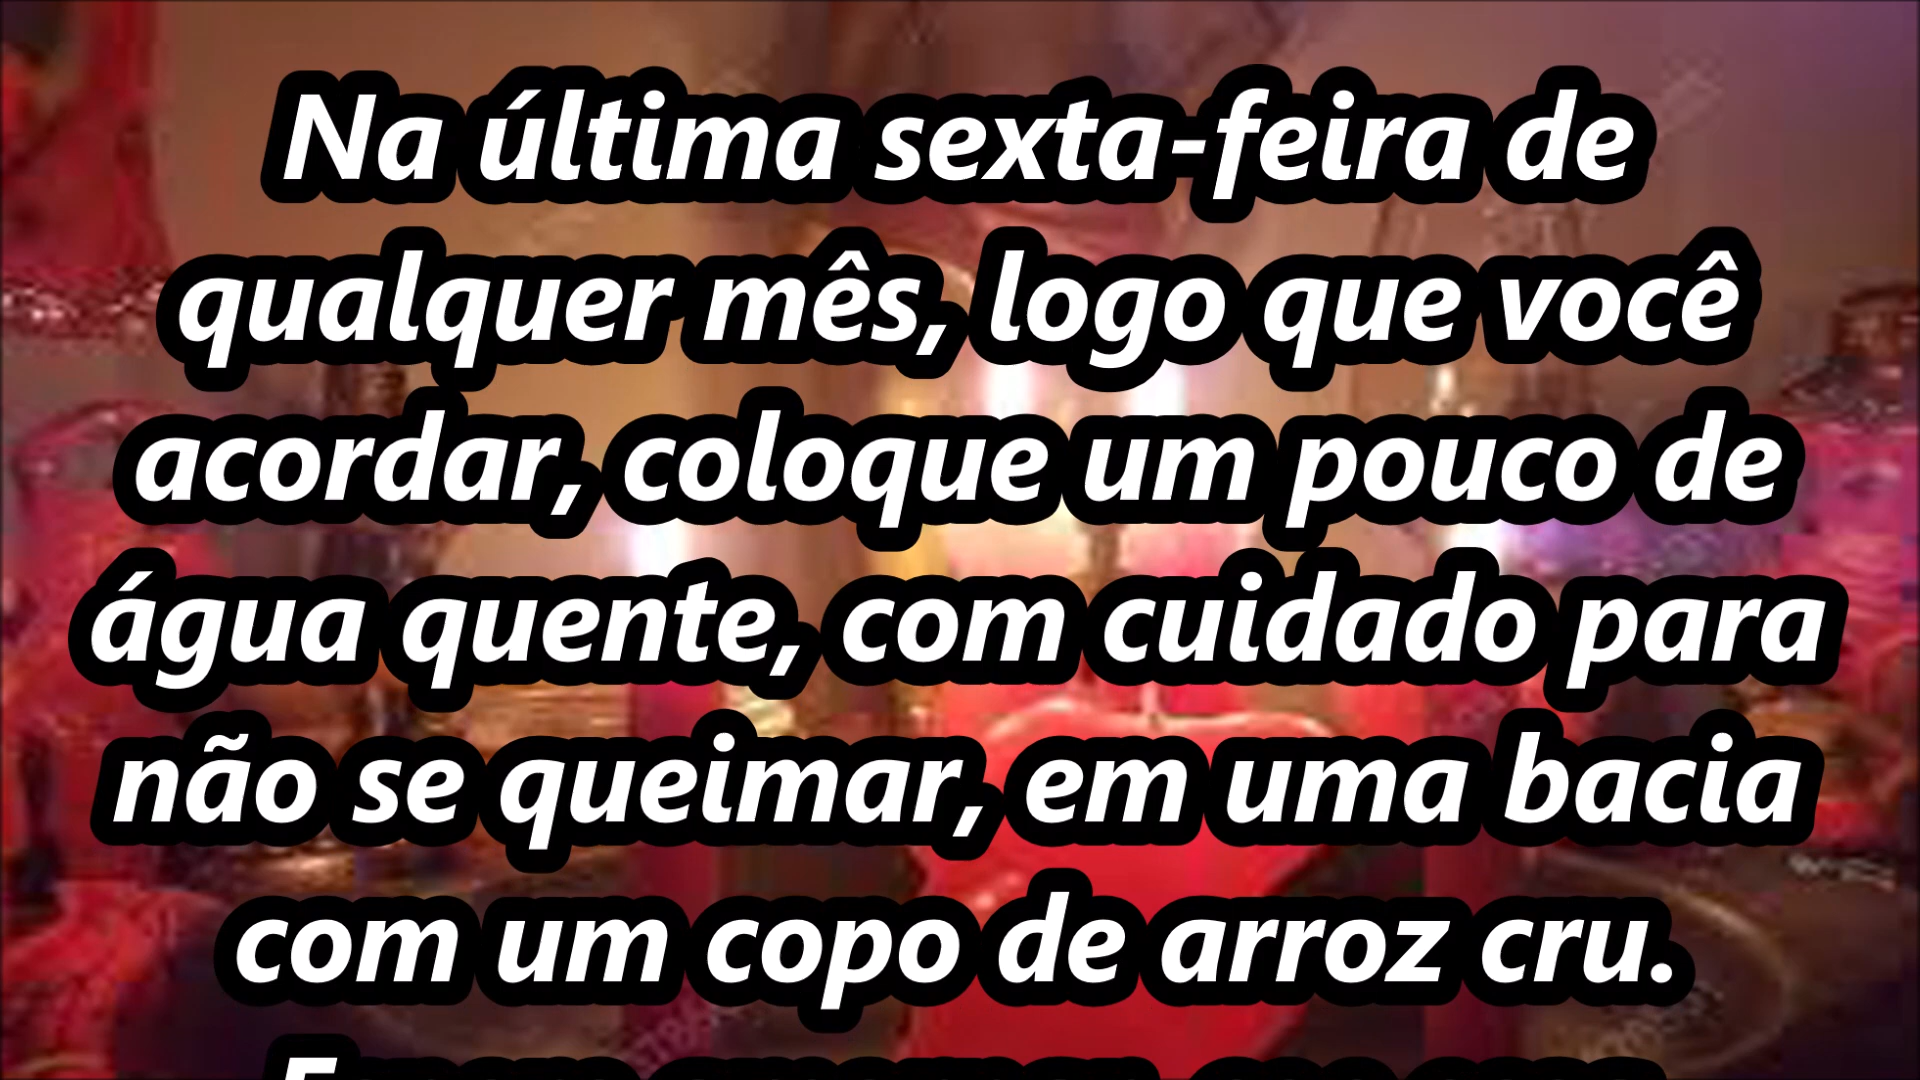 Na última sexta-feira de
qualquer mês, logo que você
acordar, coloque um pouco de
água quente, com cuidado para
não se queimar, em uma bacia
com um copo de arroz cru.